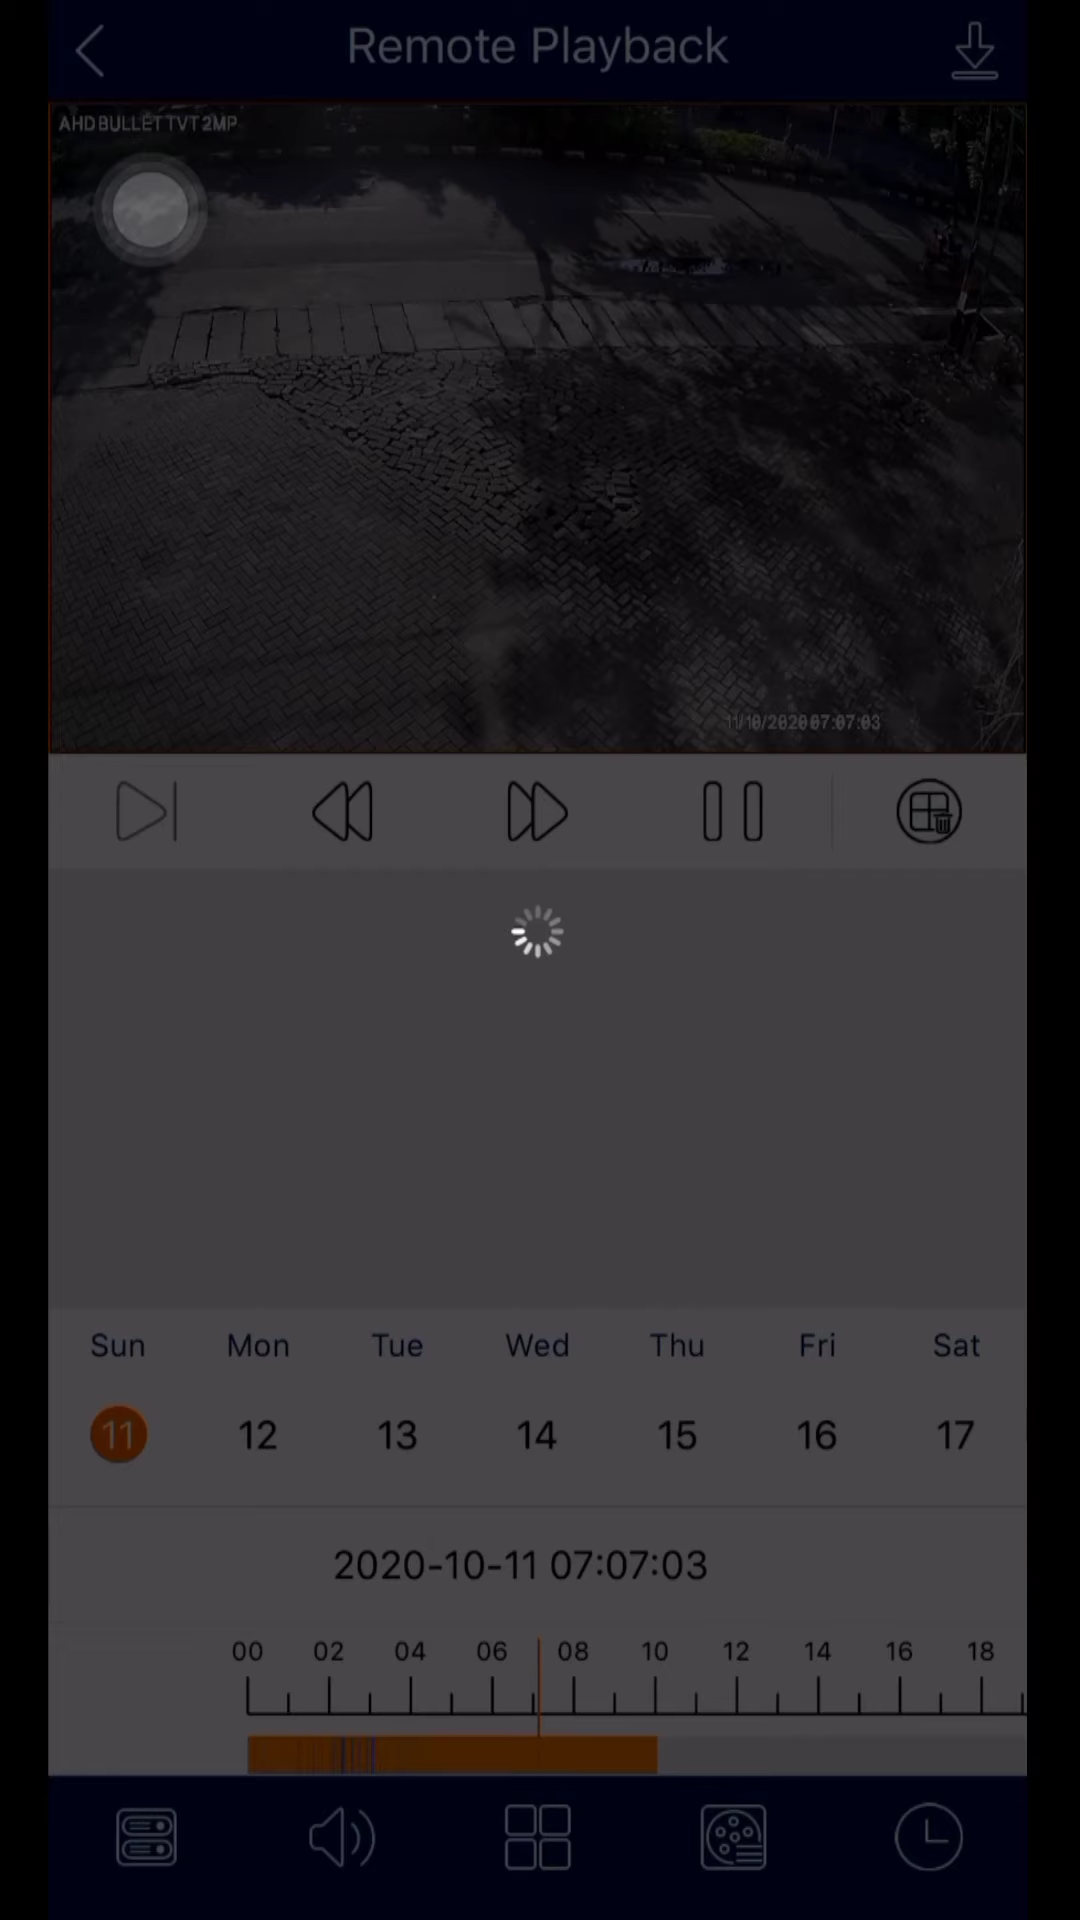 Remote Playback
AHD BULLET TVT 2MP
11/10/2020 07:07:03
Sun Mon Tue Wed Thu Fri Sat
11 12 13 14 15 16 17
2020-10-11 07:07:03
00 02 04 06 08 10 12 14 16 18